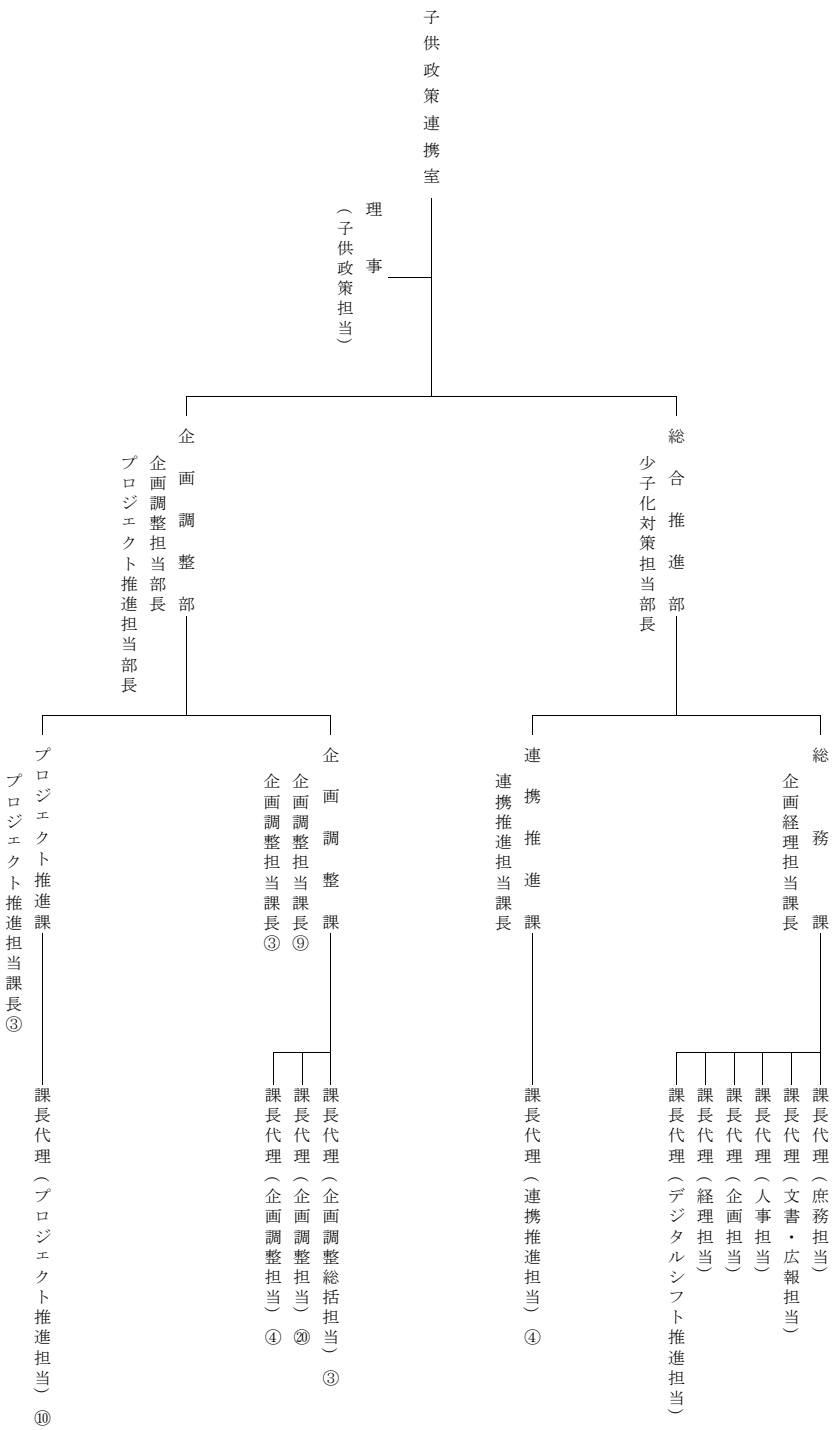 子供政策連携室
理事
（子供政策担当）
総合推進部
少子化対策担当部長
総務課
企画経理担当課長
課長代理（庶務担当）
課長代理（文書・広報担当）
課長代理（人事担当）
課長代理（企画担当）
課長代理（経理担当）
課長代理（デジタルシフト推進担当）
連携推進課
連携推進担当課長
課長代理（連携推進担当）④
企画調整部
企画調整担当部長
プロジェクト推進担当部長
企画調整課
企画調整担当課長⑨
企画調整担当課長③
課長代理（企画調整総括担当）③
課長代理（企画調整担当）⑳
課長代理（企画調整担当）④
プロジェクト推進課
プロジェクト推進担当課長③
課長代理（プロジェクト推進担当）⑩